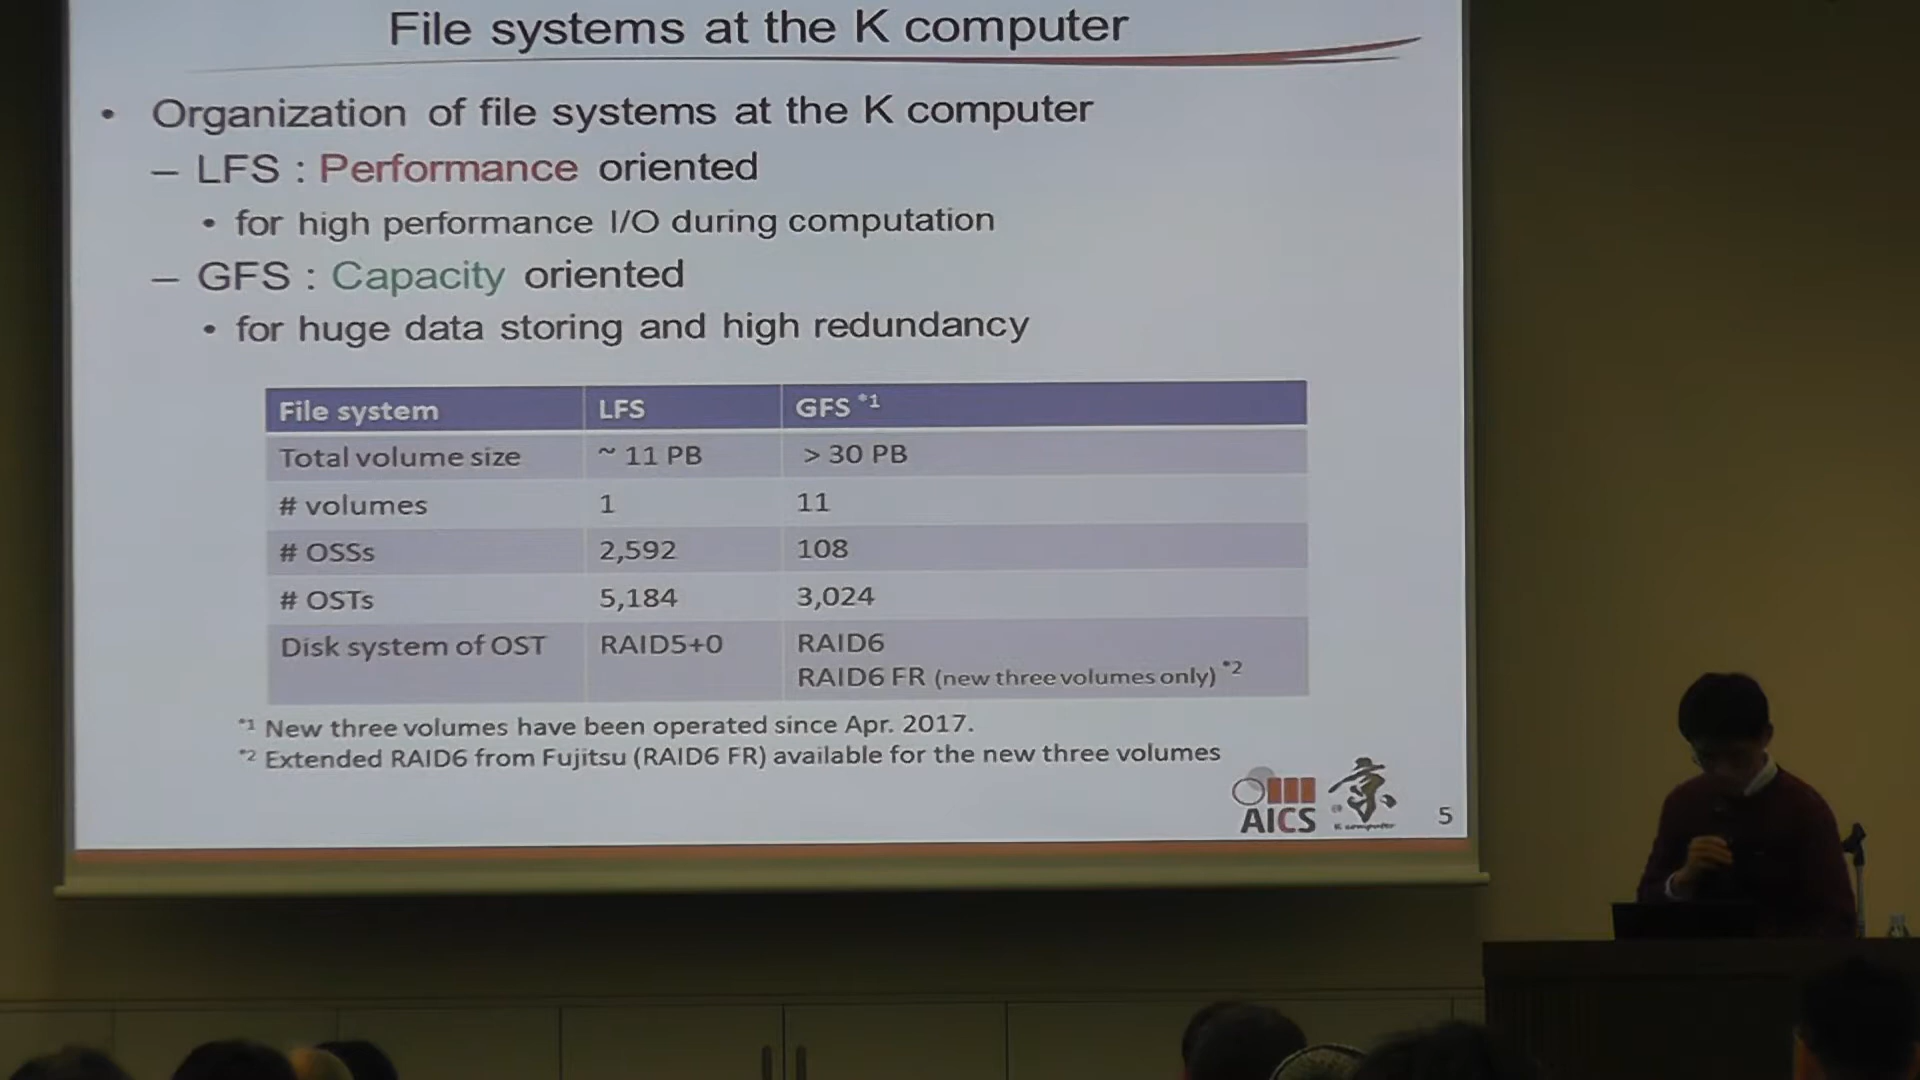 File systems at the K computer
• Organization of file systems at the K computer
– LFS : Performance oriented
• for high performance I/O during computation
– GFS : Capacity oriented
• for huge data storing and high redundancy
File system LFS GFS *1
Total volume size ~ 11 PB > 30 PB
# volumes 1 11
# OSSs 2,592 108
# OSTs 5,184 3,024
Disk system of OST RAID5+0 RAID6
RAID6 FR (new three volumes only) *2
*1 New three volumes have been operated since Apr. 2017.
*2 Extended RAID6 from Fujitsu (RAID6 FR) available for the new three volumes
AICS
京
K computer
5